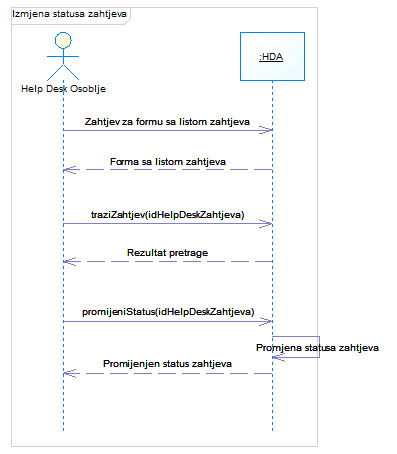 Izmjena statusa zahtjeva
:HDA
Help Desk Osoblje
Zahtjev za formu sa listom zahtjeva
Forma sa listom zahtjeva
traziZahtjev(idHelpDeskZahtjeva)
Rezultat pretrage
promijeniStatus(idHelpDeskZahtjeva)
Promjena statusa zahtjeva
Promijenjen status zahtjeva